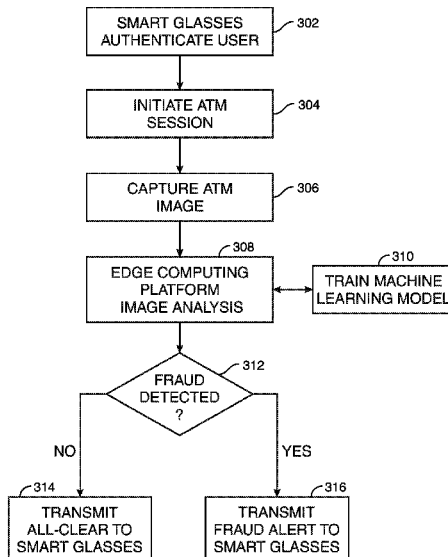 SMART GLASSES
AUTHENTICATE USER
302
INITIATE ATM
SESSION
304
CAPTURE ATM
IMAGE
306
308
EDGE COMPUTING
PLATFORM
IMAGE ANALYSIS
310
TRAIN MACHINE
LEARNING MODEL
312
FRAUD
DETECTED
?
NO
YES
314
TRANSMIT
ALL-CLEAR TO
SMART GLASSES
316
TRANSMIT
FRAUD ALERT TO
SMART GLASSES